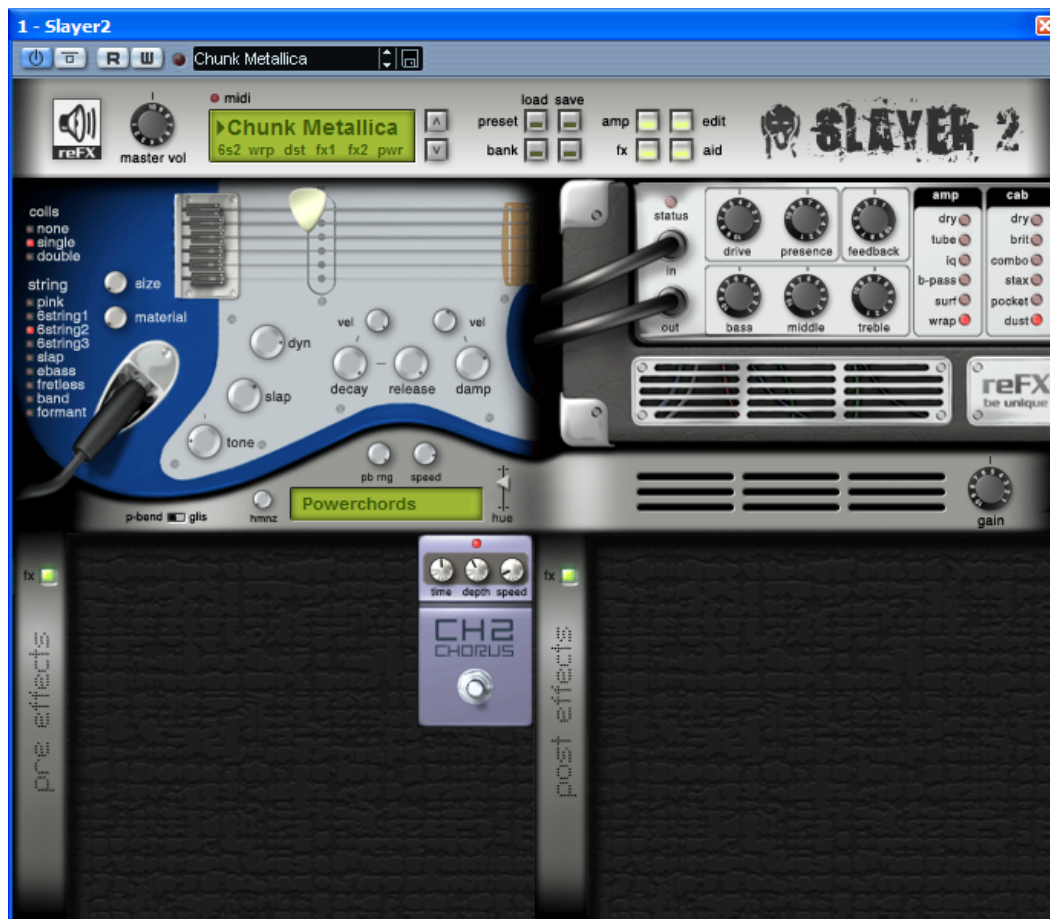 1 - Slayer2
R W Chunk Metallica
reFX
master vol
midi
Chunk Metallica
6s2 wrp dst fx1 fx2 pwr
load save
preset
bank
amp
fx
edit
aid
SLAYER 2
coils
none
single
double
string
pink
6string1
6string2
6string3
slap
ebass
fretless
band
formant
size
material
dyn
slap
tone
vel
vel
decay
release
damp
pb rng
speed
p-bend
glis
hmnz
Powerchords
hue
status
in
out
drive
presence
feedback
bass
middle
treble
amp
dry
tube
iq
b-pass
surf
wrap
cab
dry
brit
combo
stax
pocket
dust
reFX
be unique
gain
fx
pre effects
time depth speed
CH2
CHORUS
fx
post effects